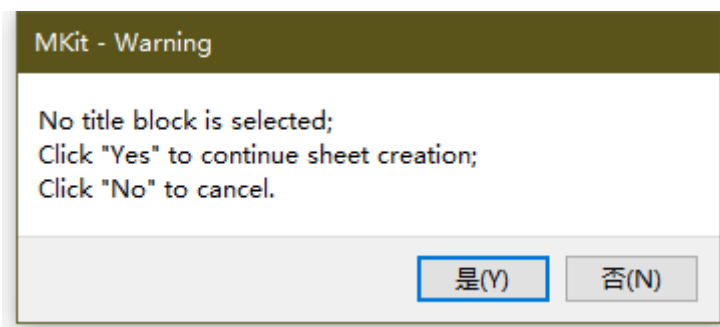 MKit - Warning
No title block is selected;
Click "Yes" to continue sheet creation;
Click "No" to cancel.
是(Y) 否(N)